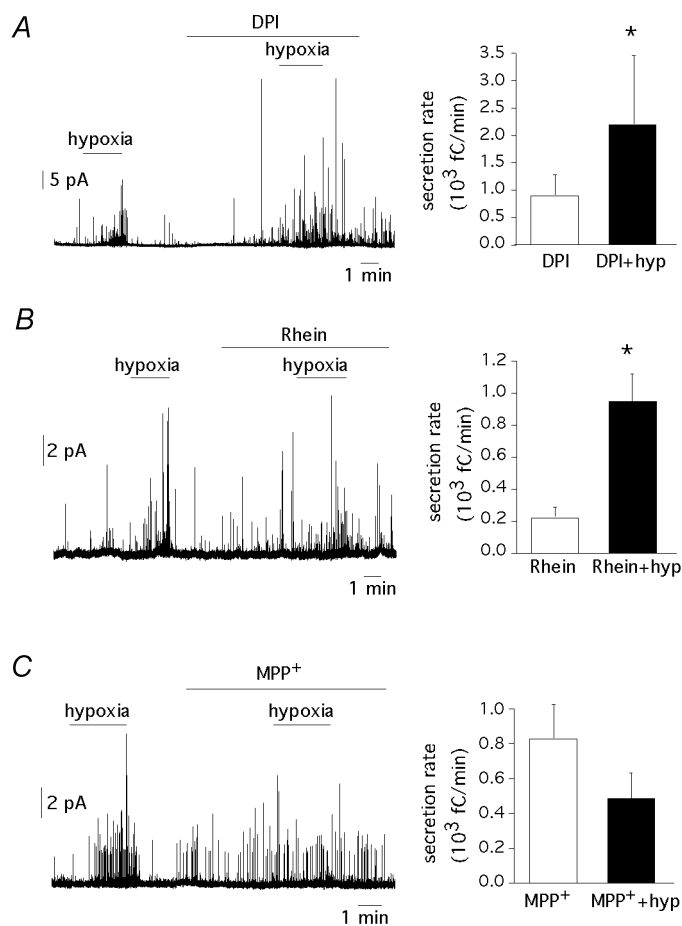 A
DPI
hypoxia
hypoxia
5 pA
1 min
secretion rate
(10³ fC/min)
3.5
3.0
2.5
2.0
1.5
1.0
0.5
0.0
*
DPI
DPI+hyp
B
Rhein
hypoxia
hypoxia
2 pA
1 min
secretion rate
(10³ fC/min)
1.2
1.0
0.8
0.6
0.4
0.2
0.0
*
Rhein
Rhein+hyp
C
MPP⁺
hypoxia
hypoxia
2 pA
1 min
secretion rate
(10³ fC/min)
1.0
0.8
0.6
0.4
0.2
0.0
MPP⁺
MPP⁺+hyp